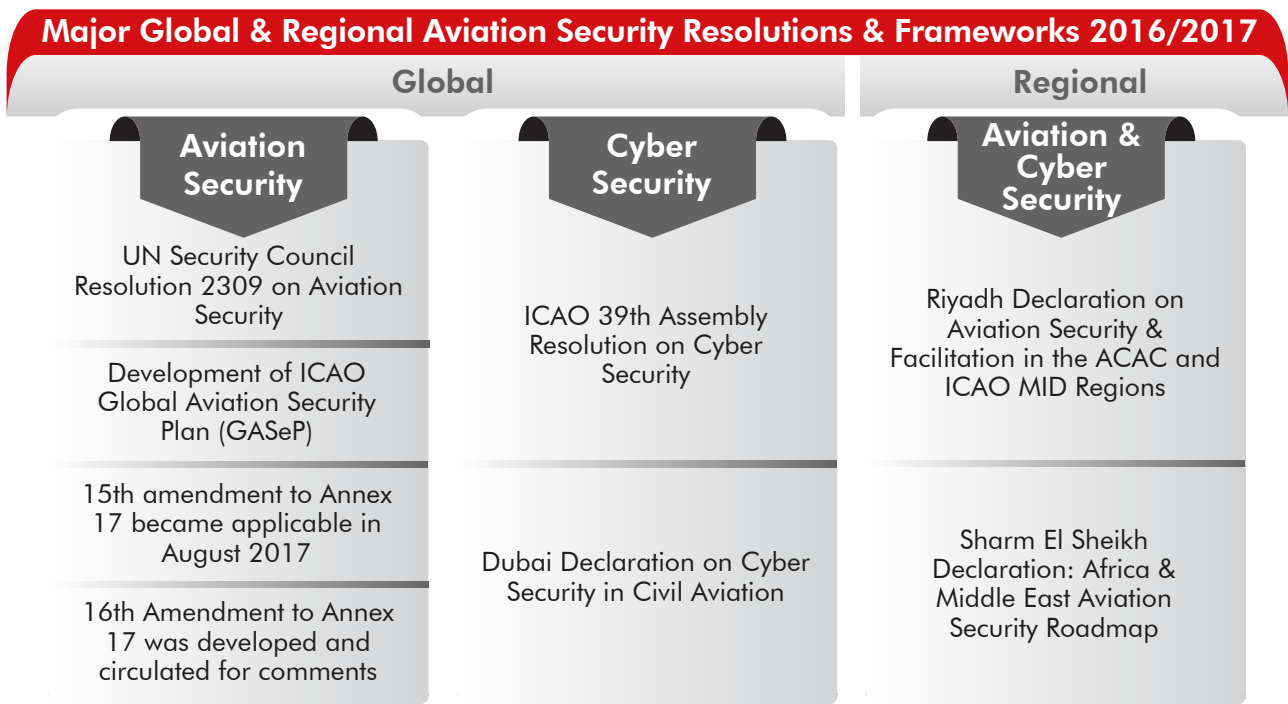 Major Global & Regional Aviation Security Resolutions & Frameworks 2016/2017
Global
Regional
Aviation
Security
UN Security Council
Resolution 2309 on Aviation
Security
Development of ICAO
Global Aviation Security
Plan (GASeP)
15th amendment to Annex
17 became applicable in
August 2017
16th Amendment to Annex
17 was developed and
circulated for comments
Cyber
Security
ICAO 39th Assembly
Resolution on Cyber
Security
Dubai Declaration on Cyber
Security in Civil Aviation
Aviation &
Cyber
Security
Riyadh Declaration on
Aviation Security &
Facilitation in the ACAC and
ICAO MID Regions
Sharm El Sheikh
Declaration: Africa &
Middle East Aviation
Security Roadmap